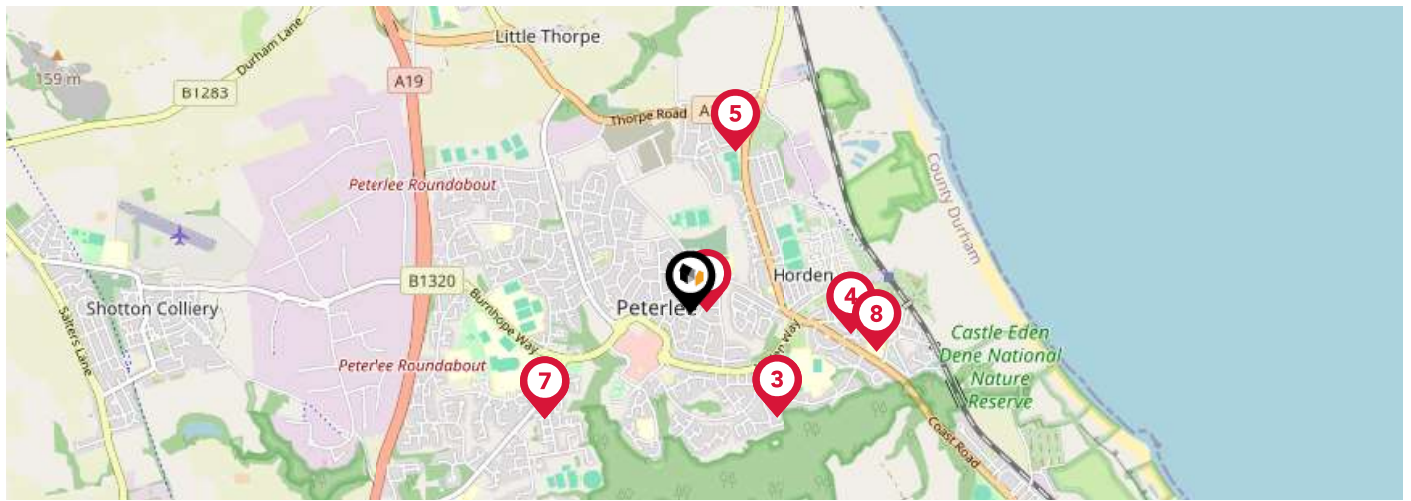 Little Thorpe
Durham Lane
159 m
A19
B1283
5
Thorpe Road
Peterlee Roundabout
County Durham
Horden
B1320
4
Shotton Colliery
Burnhope Way
8
Salters Lane
Castle Eden
Dene National
Nature
Reserve
Peterlee Roundabout
7
3
Coast Road